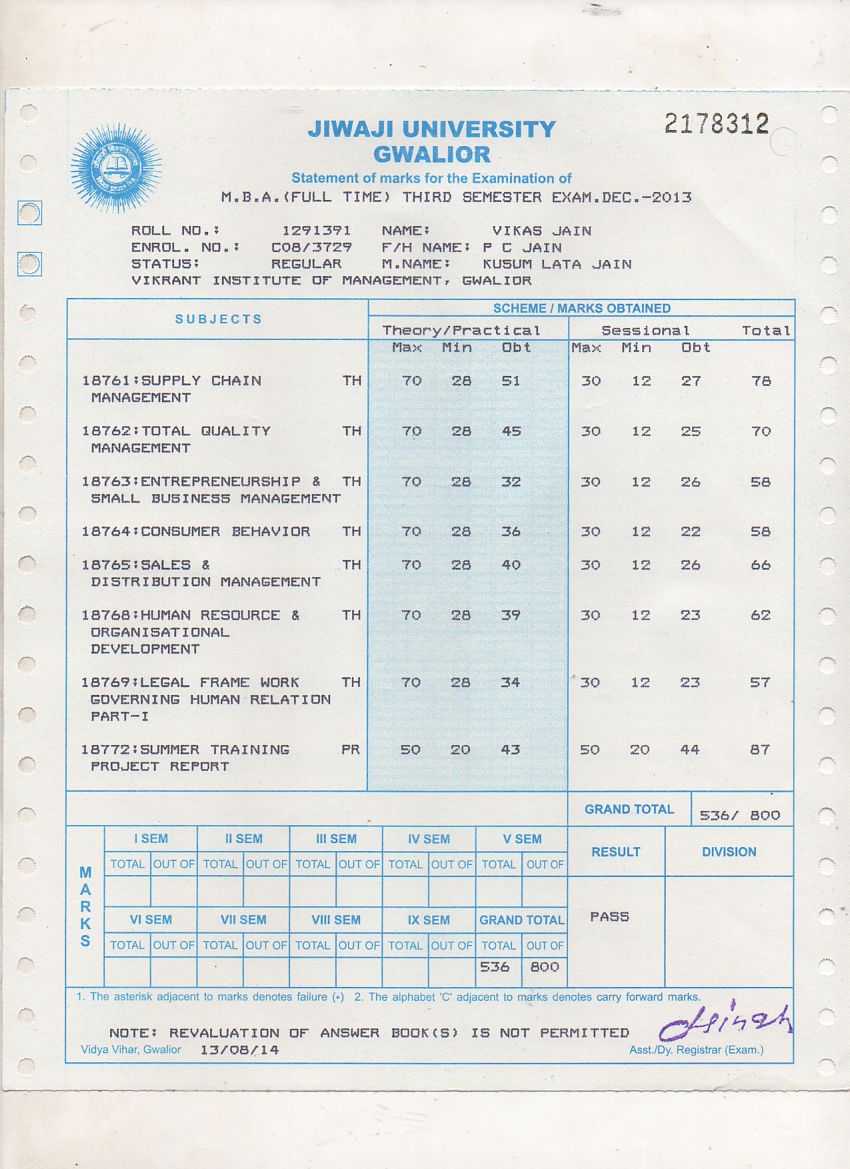 JIWAJI UNIVERSITY
2178312
GWALIOR
Statement of marks for the Examination of
M.B.A.(FULL TIME) THIRD SEMESTER EXAM.DEC.-2013
ROLL NO.: 1291391 NAME: VIKAS JAIN
ENROL. NO.: C08/3729 F/H NAME: P C JAIN
STATUS: REGULAR M.NAME: KUSUM LATA JAIN
VIKRANT INSTITUTE OF MANAGEMENT, GWALIOR
SUBJECTS SCHEME / MARKS OBTAINED
Theory/Practical Sessional Total
Max Min Obt Max Min Obt
18761:SUPPLY CHAIN TH 70 28 51 30 12 27 78
MANAGEMENT
18762:TOTAL QUALITY TH 70 28 45 30 12 25 70
MANAGEMENT
18763:ENTREPRENEURSHIP & TH 70 28 32 30 12 26 58
SMALL BUSINESS MANAGEMENT
18764:CONSUMER BEHAVIOR TH 70 28 36 30 12 22 58
18765:SALES & TH 70 28 40 30 12 26 66
DISTRIBUTION MANAGEMENT
18768:HUMAN RESOURCE & TH 70 28 39 30 12 23 62
ORGANISATIONAL
DEVELOPMENT
18769:LEGAL FRAME WORK TH 70 28 34 30 12 23 57
GOVERNING HUMAN RELATION
PART-I
18772:SUMMER TRAINING PR 50 20 43 50 20 44 87
PROJECT REPORT
GRAND TOTAL 536/ 800
MARKS
I SEM II SEM III SEM IV SEM V SEM RESULT DIVISION
TOTAL OUT OF TOTAL OUT OF TOTAL OUT OF TOTAL OUT OF TOTAL OUT OF
VI SEM VII SEM VIII SEM IX SEM GRAND TOTAL PASS
TOTAL OUT OF TOTAL OUT OF TOTAL OUT OF TOTAL OUT OF TOTAL OUT OF
536 800
1. The asterisk adjacent to marks denotes failure (*) 2. The alphabet 'C' adjacent to marks denotes carry forward marks.
NOTE: REVALUATION OF ANSWER BOOK(S) IS NOT PERMITTED
Vidya Vihar, Gwalior 13/08/14 Asst./Dy. Registrar (Exam.)